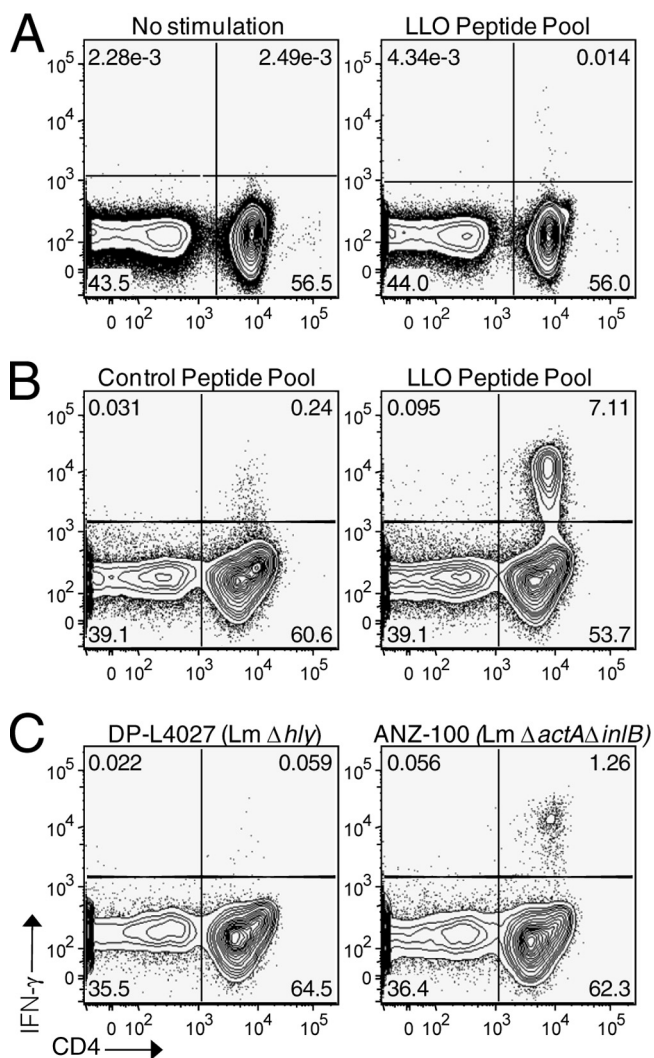 A
No stimulation
LLO Peptide Pool
10^5
2.28e-3
2.49e-3
10^5
4.34e-3
0.014
10^4
10^4
10^3
10^3
10^2
10^2
0
0
43.5
56.5
44.0
56.0
0 10^2 10^3 10^4 10^5
0 10^2 10^3 10^4 10^5
B
Control Peptide Pool
LLO Peptide Pool
10^5
0.031
0.24
10^5
0.095
7.11
10^4
10^4
10^3
10^3
10^2
10^2
0
0
39.1
60.6
39.1
53.7
0 10^2 10^3 10^4 10^5
0 10^2 10^3 10^4 10^5
C
DP-L4027 (Lm Δhly)
ANZ-100 (Lm ΔactAΔinlB)
10^5
0.022
0.059
10^5
0.056
1.26
10^4
10^4
10^3
10^3
10^2
10^2
0
0
35.5
64.5
36.4
62.3
0 10^2 10^3 10^4 10^5
0 10^2 10^3 10^4 10^5
IFN-γ
CD4